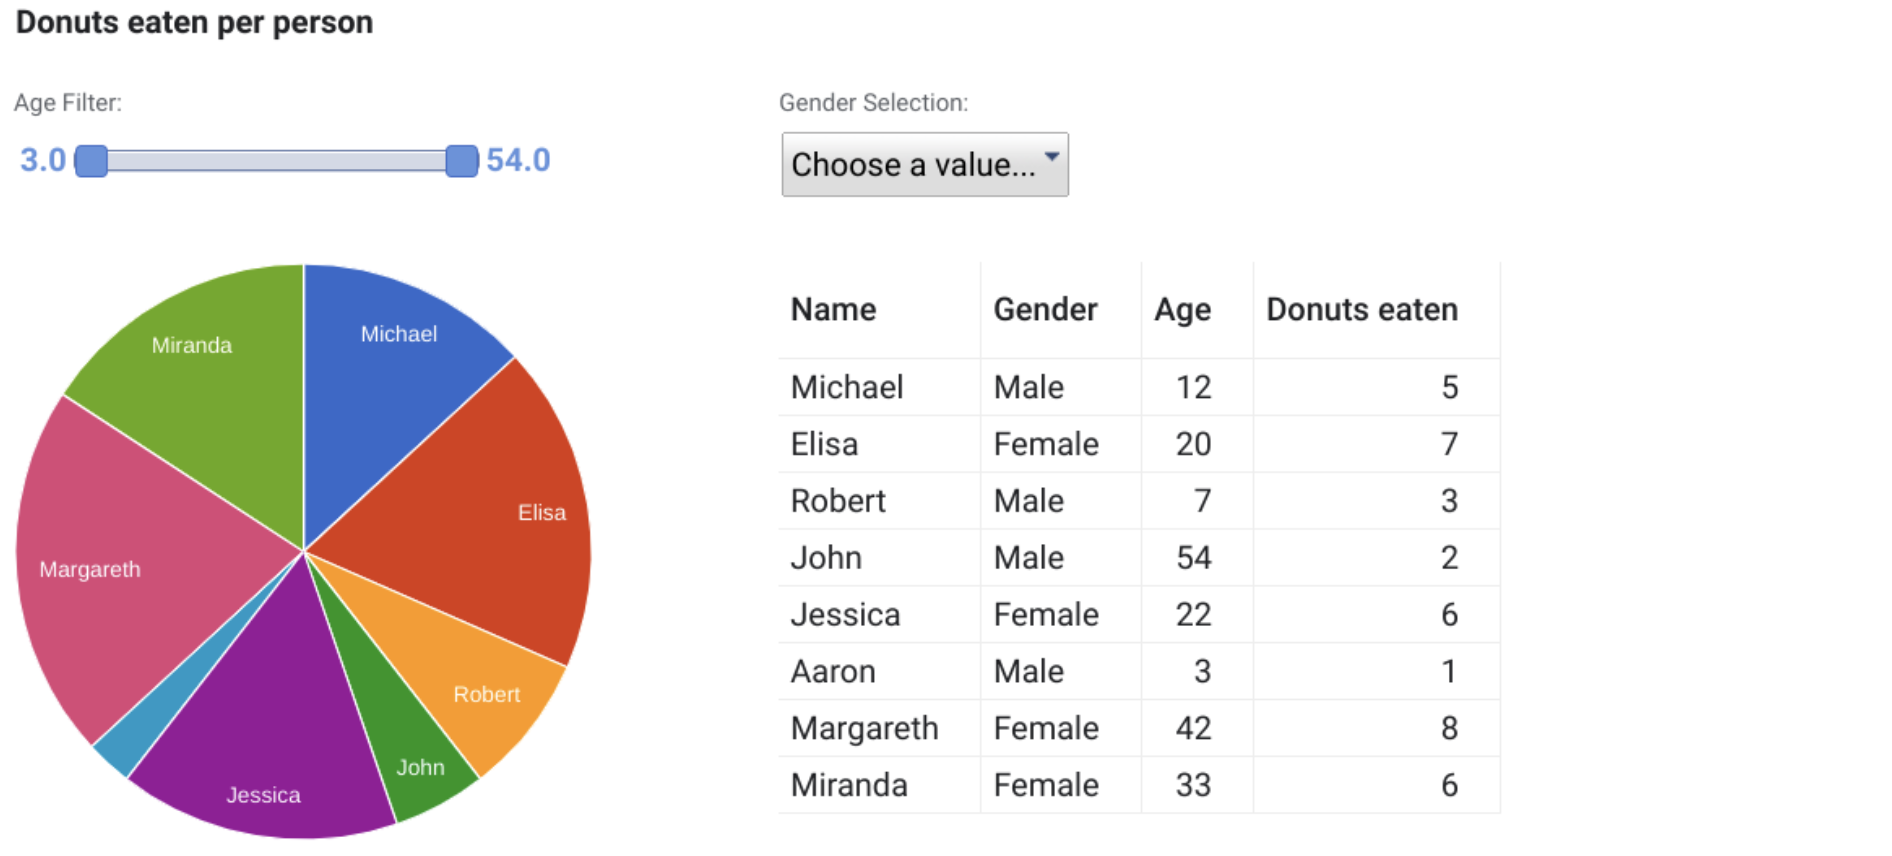 Donuts eaten per person
Age Filter:
3.0 54.0
Gender Selection:
Choose a value...
Miranda
Michael
Elisa
Margareth
Robert
John
Jessica
Name Gender Age Donuts eaten
Michael Male 12 5
Elisa Female 20 7
Robert Male 7 3
John Male 54 2
Jessica Female 22 6
Aaron Male 3 1
Margareth Female 42 8
Miranda Female 33 6